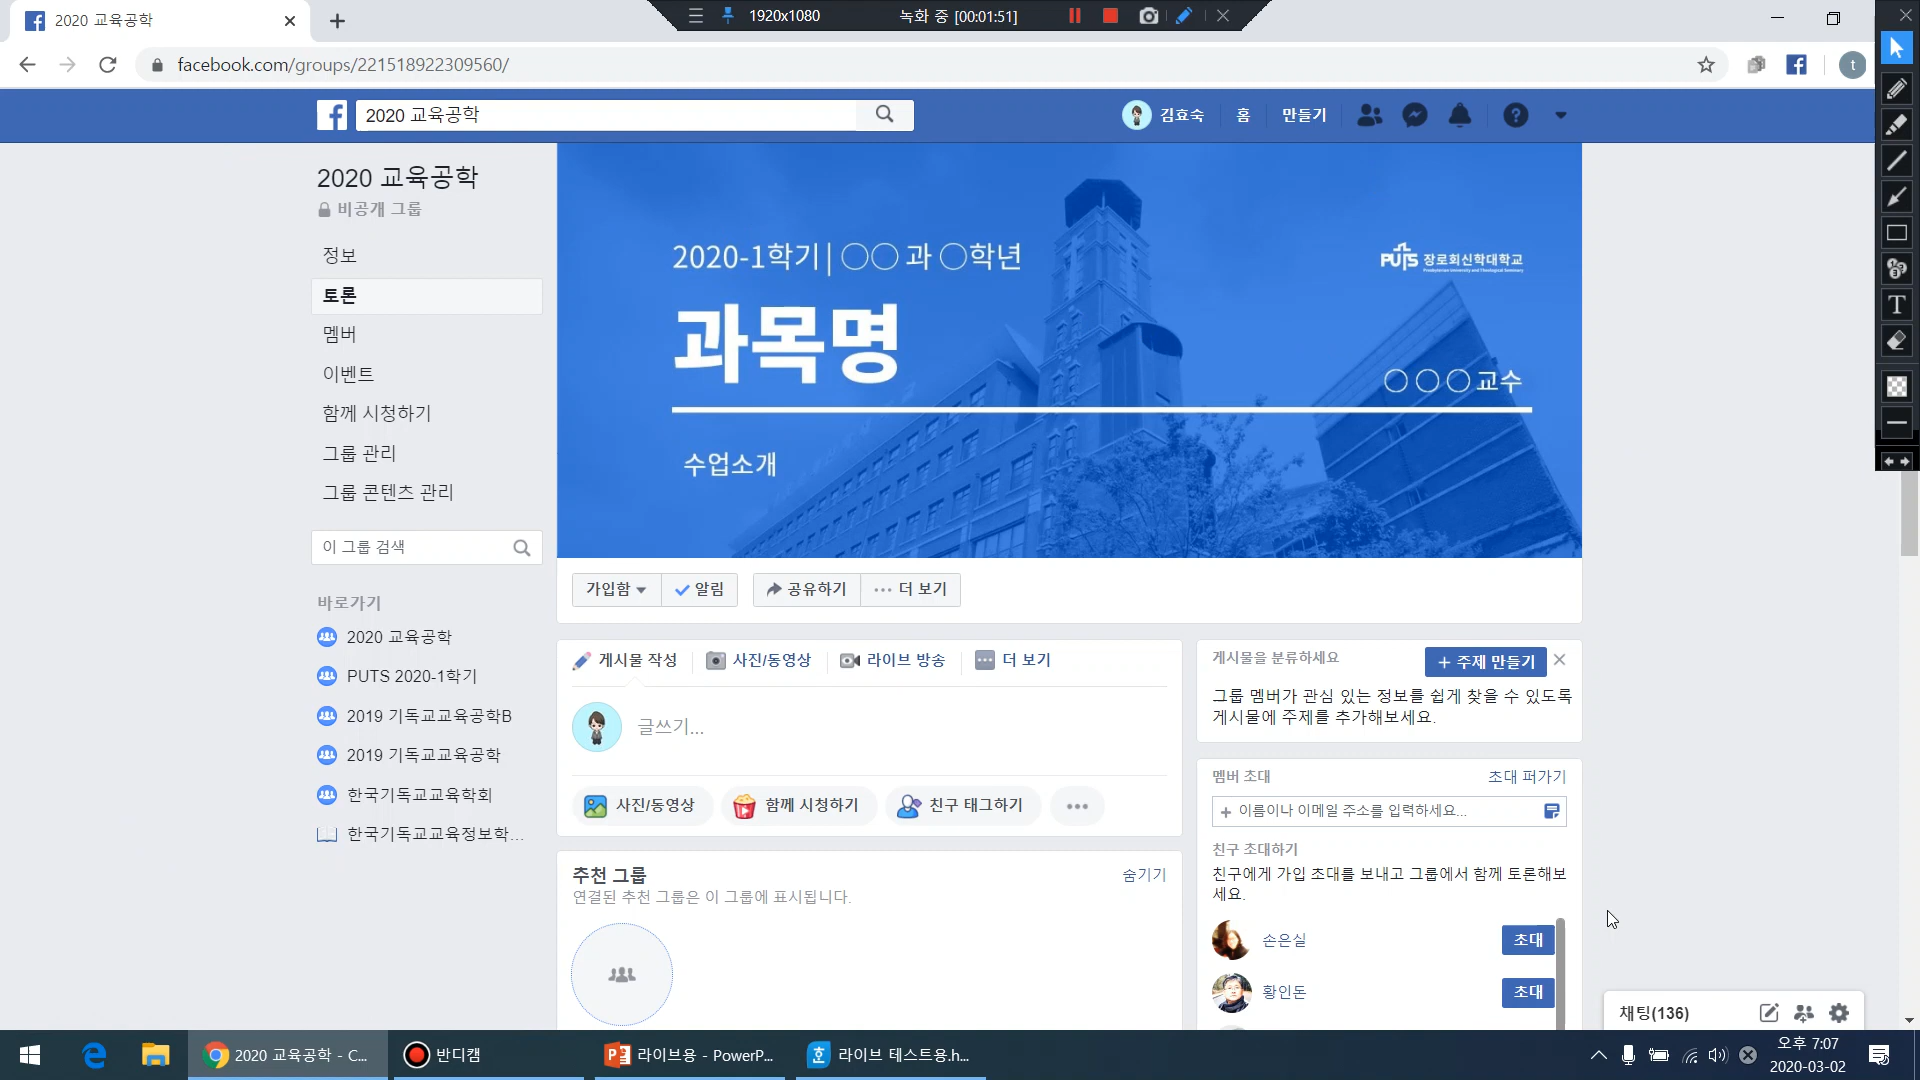 2020 교육공학
1920x1080
녹화 중 [00:01:51]
facebook.com/groups/221518922309560/
t
2020 교육공학
김효숙
홈
만들기
2020 교육공학
비공개 그룹
정보
토론
멤버
이벤트
함께 시청하기
그룹 관리
그룹 콘텐츠 관리
이 그룹 검색
바로가기
2020 교육공학
PUTS 2020-1학기
2019 기독교교육공학B
2019 기독교교육공학
한국기독교교육학회
한국기독교교육정보학...
2020-1학기| ○○ 과 ○학년
PUTS 장로회신학대학교
Presbyterian University and Theological Seminary
과목명
○○○교수
수업소개
가입함
알림
공유하기
더 보기
게시물 작성
사진/동영상
라이브 방송
더 보기
글쓰기...
사진/동영상
함께 시청하기
친구 태그하기
추천 그룹
숨기기
연결된 추천 그룹은 이 그룹에 표시됩니다.
게시물을 분류하세요
+ 주제 만들기
그룹 멤버가 관심 있는 정보를 쉽게 찾을 수 있도록
게시물에 주제를 추가해보세요.
멤버 초대
초대 퍼가기
+ 이름이나 이메일 주소를 입력하세요...
친구 초대하기
친구에게 가입 초대를 보내고 그룹에서 함께 토론해보
세요.
손은실
초대
황인돈
초대
채팅(136)
T
2020 교육공학 - C...
반디캠
라이브용 - PowerP...
라이브 테스트용.h...
오후 7:07
2020-03-02